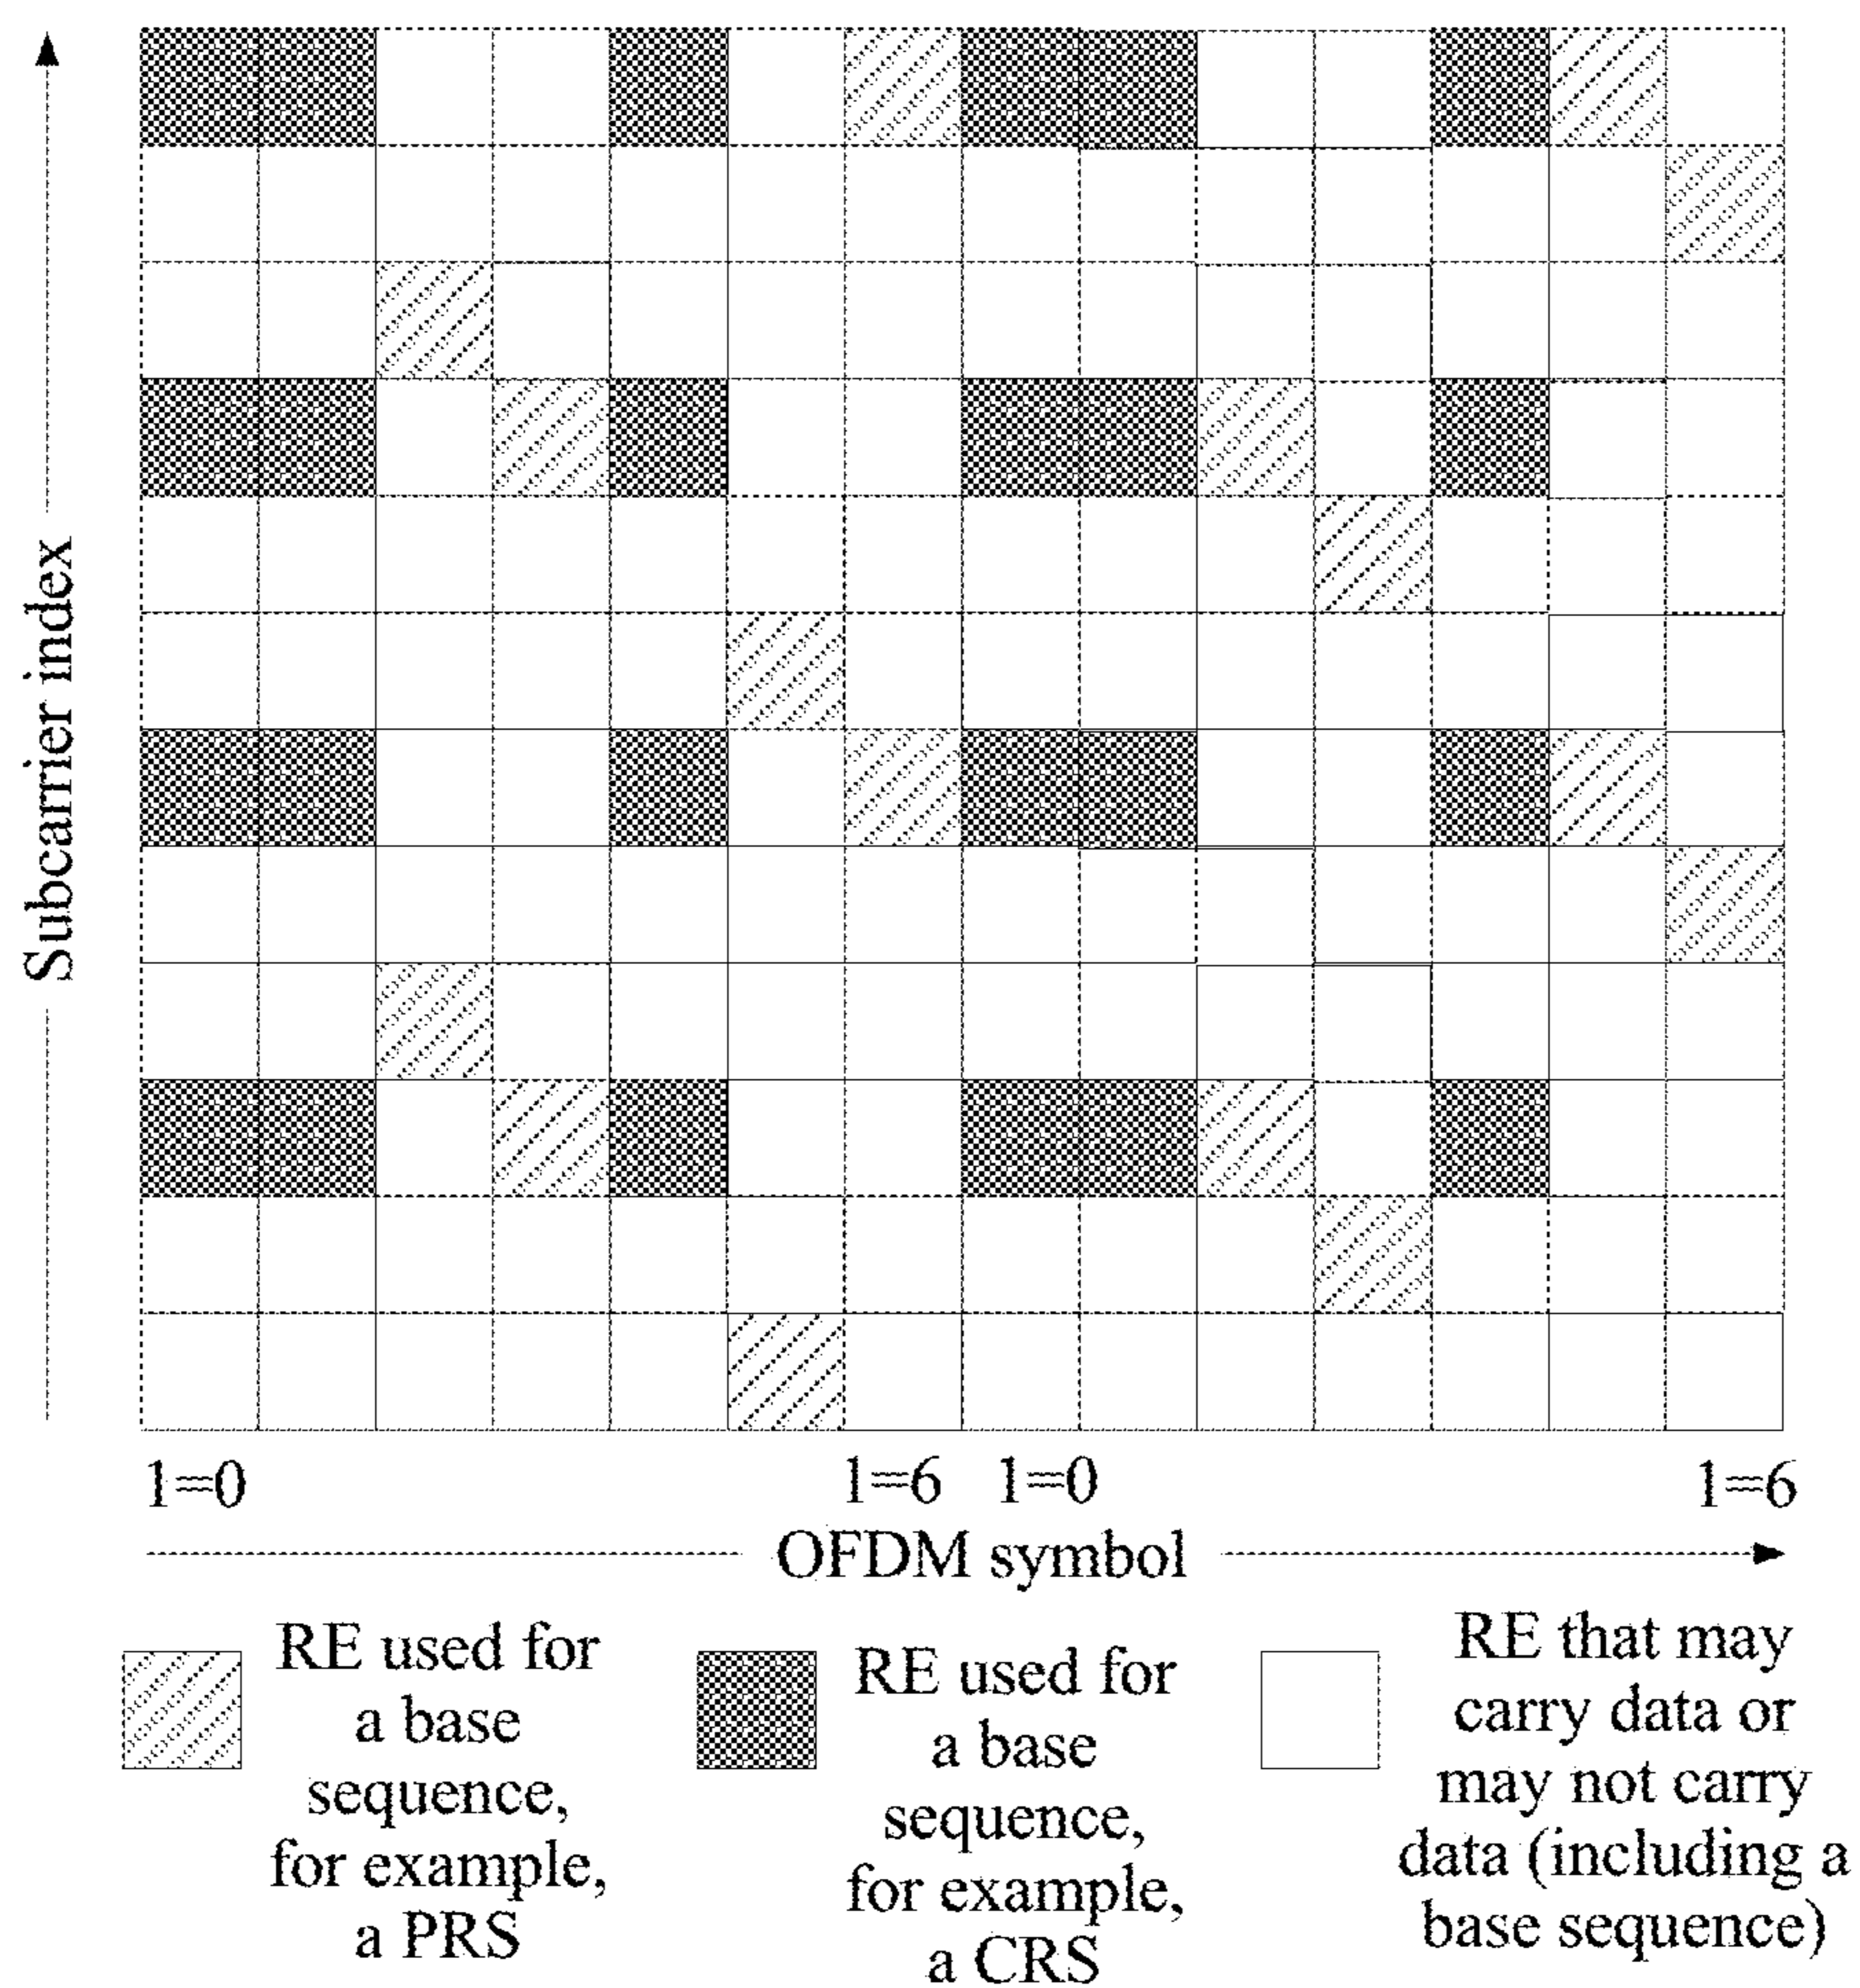 Subcarrier index
1=0
1=6
1=0
1=6
OFDM symbol
RE used for
a base
sequence,
for example,
a PRS
RE used for
a base
sequence,
for example,
a CRS
RE that may
carry data or
may not carry
data (including a
base sequence)